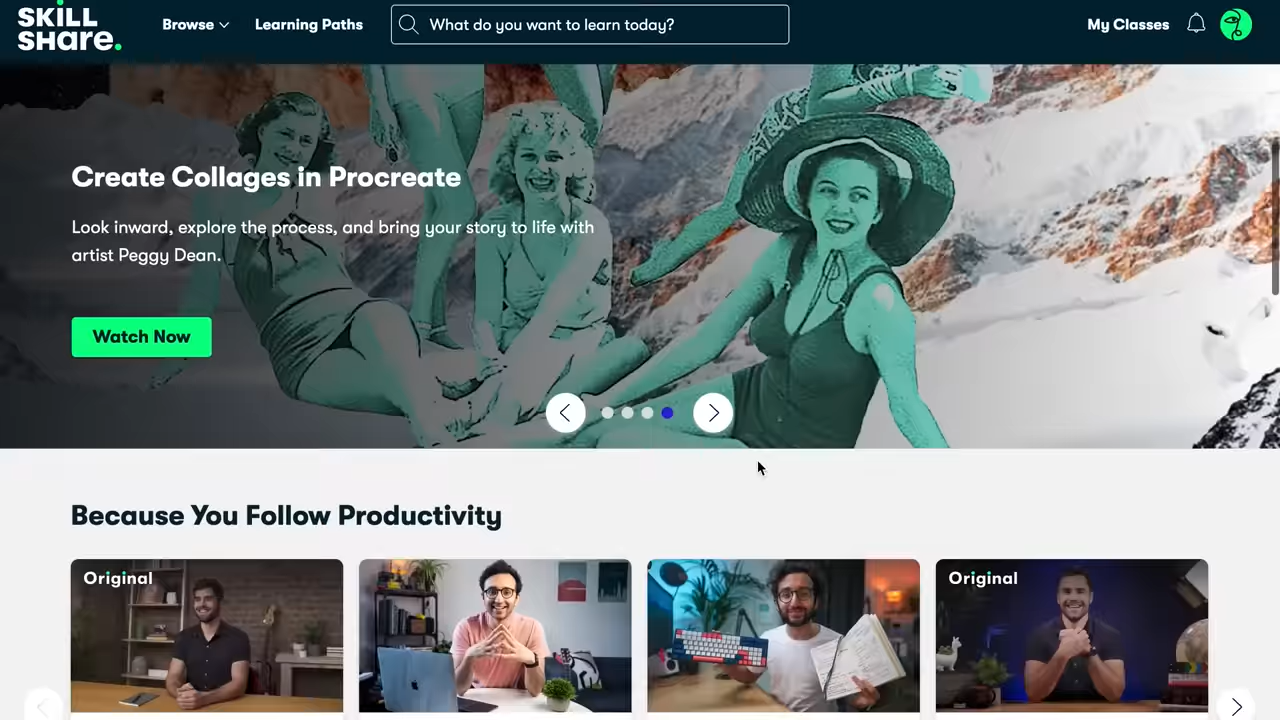 SKILL
SHare.
Browse
Learning Paths
What do you want to learn today?
My Classes
Create Collages in Procreate
Look inward, explore the process, and bring your story to life with
artist Peggy Dean.
Watch Now
Because You Follow Productivity
Original
Original